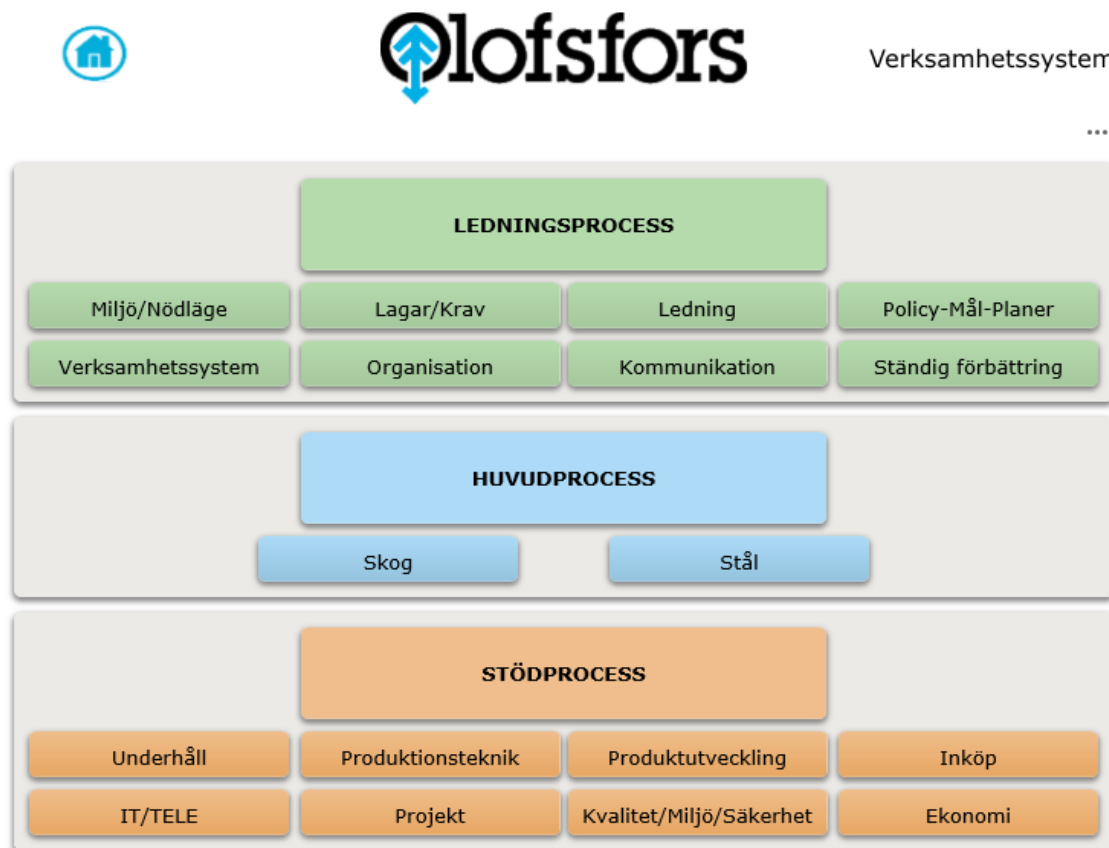 Olofsfors
Verksamhetssystem
...
LEDNINGSPROCESS
Miljö/Nödläge
Lagar/Krav
Ledning
Policy-Mål-Planer
Verksamhetssystem
Organisation
Kommunikation
Ständig förbättring
HUVUDPROCESS
Skog
Stål
STÖDPROCESS
Underhåll
Produktionsteknik
Produktutveckling
Inköp
IT/TELE
Projekt
Kvalitet/Miljö/Säkerhet
Ekonomi